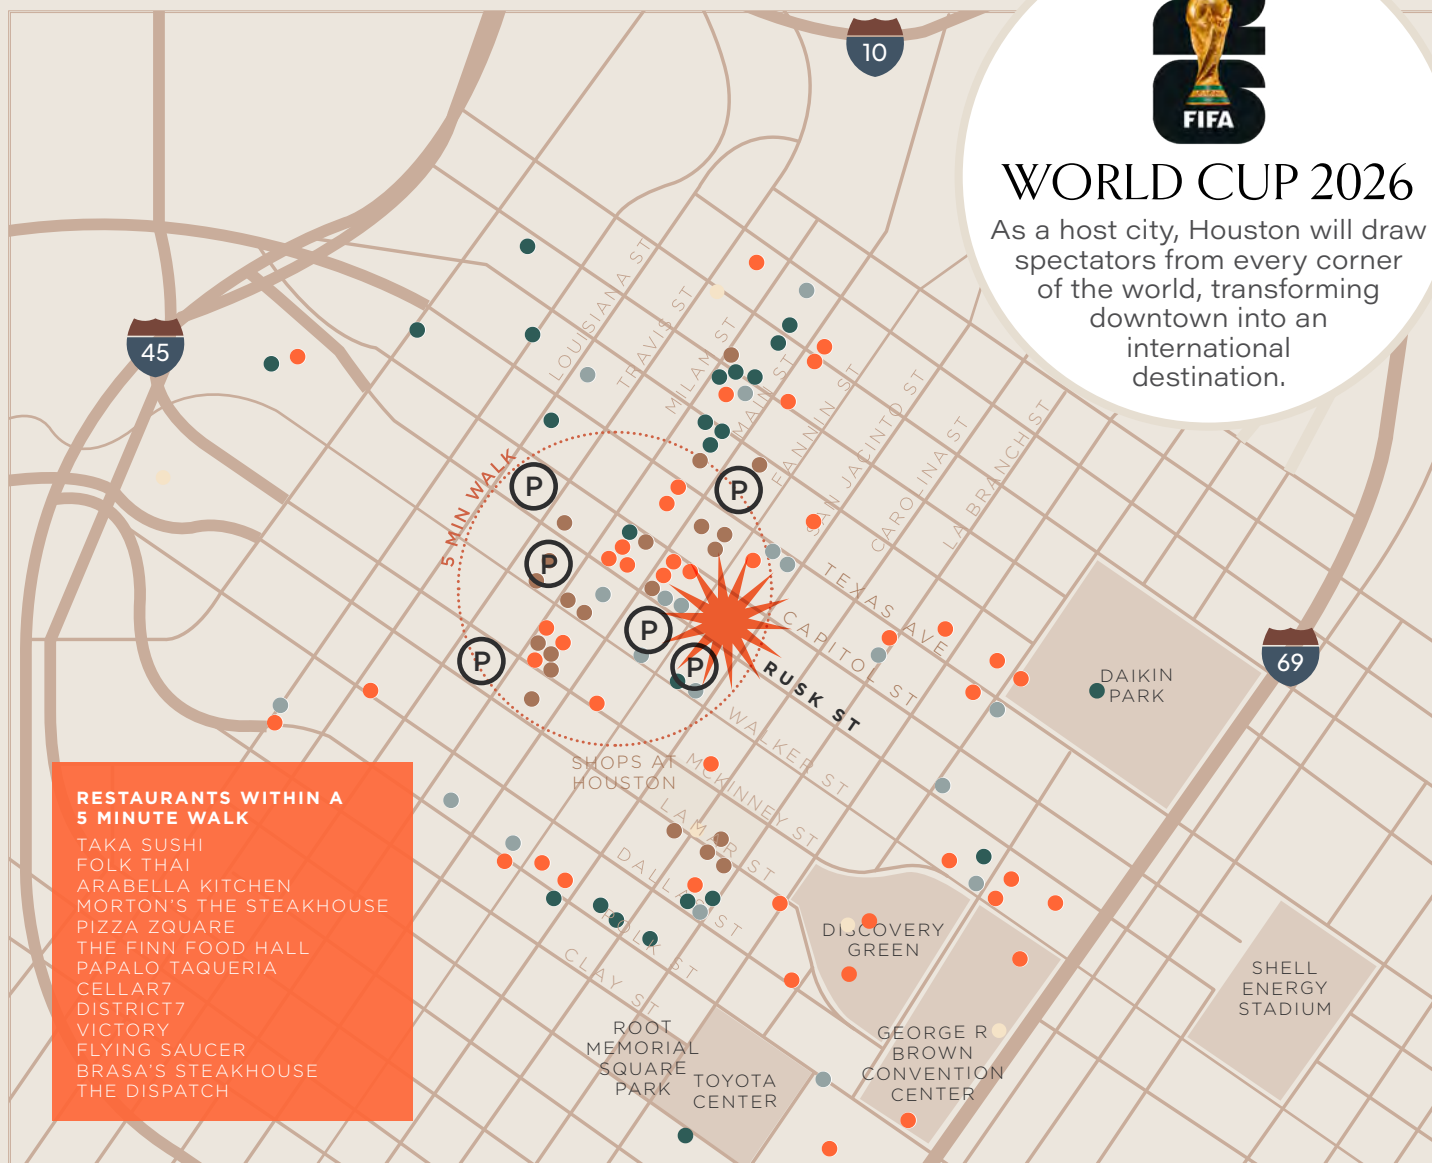 10
FIFA
WORLD CUP 2026
As a host city, Houston will draw
spectators from every corner
of the world, transforming
downtown into an
international
destination.
45
LOUISIANA ST
TRAVIS ST
MILAM ST
MAIN ST
FANNIN ST
SAN JACINTO ST
CAROLINA ST
LA BRANCH ST
5 MIN WALK
P
P
P
P
P
P
TEXAS AVE
CAPITOL ST
RUSK ST
WALKER ST
MCKINNEY ST
LAMAR ST
DALLAS ST
POLK ST
CLAY ST
69
DAIKIN
PARK
SHOPS AT
HOUSTON
RESTAURANTS WITHIN A
5 MINUTE WALK
TAKA SUSHI
FOLK THAI
ARABELLA KITCHEN
MORTON'S THE STEAKHOUSE
PIZZA ZQUARE
THE FINN FOOD HALL
PAPALO TAQUERIA
CELLAR7
DISTRICT7
VICTORY
FLYING SAUCER
BRASA'S STEAKHOUSE
THE DISPATCH
DISCOVERY
GREEN
SHELL
ENERGY
STADIUM
ROOT
MEMORIAL
SQUARE
PARK
TOYOTA
CENTER
GEORGE R
BROWN
CONVENTION
CENTER